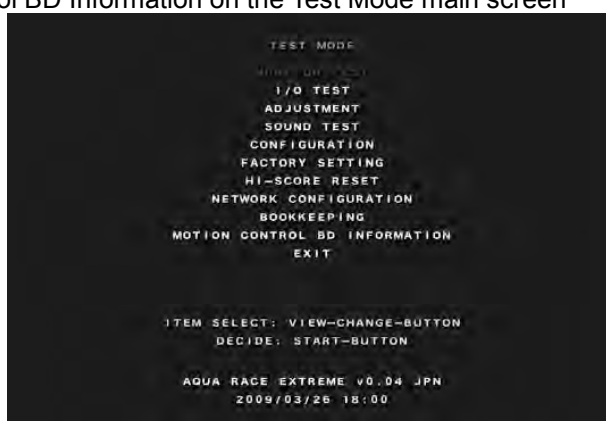 ol BD Information on the Test Mode main screen
TEST MODE
I/O TEST
ADJUSTMENT
SOUND TEST
CONFIGURATION
FACTORY SETTING
HI-SCORE RESET
NETWORK CONFIGURATION
BOOKKEEPING
MOTION CONTROL BD INFORMATION
EXIT
ITEM SELECT: VIEW-CHANGE-BUTTON
DECIDE: START-BUTTON
AQUA RACE EXTREME v0.04 JPN
2009/03/26 18:00